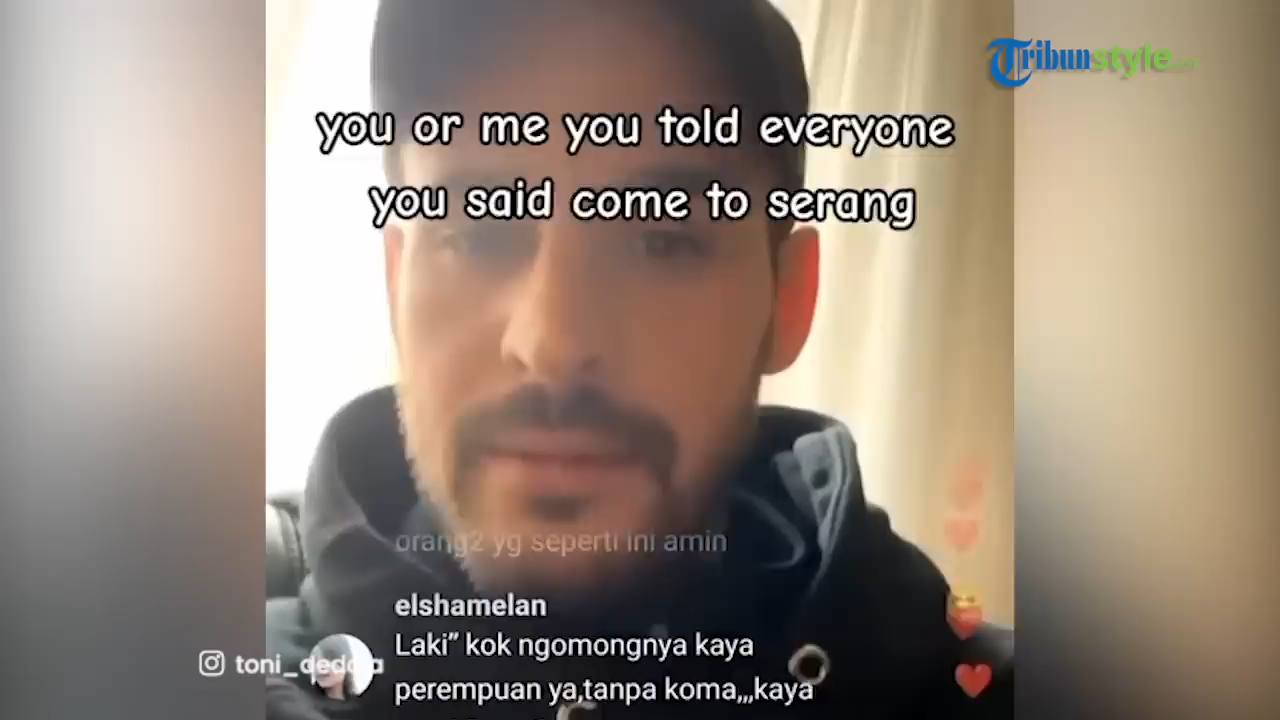 Tribunstyle
you or me you told everyone
you said come to serang
orang2 yg seperti ini amin
elshamelan
Laki” kok ngomongnya kaya
perempuan ya,tanpa koma,,,kaya